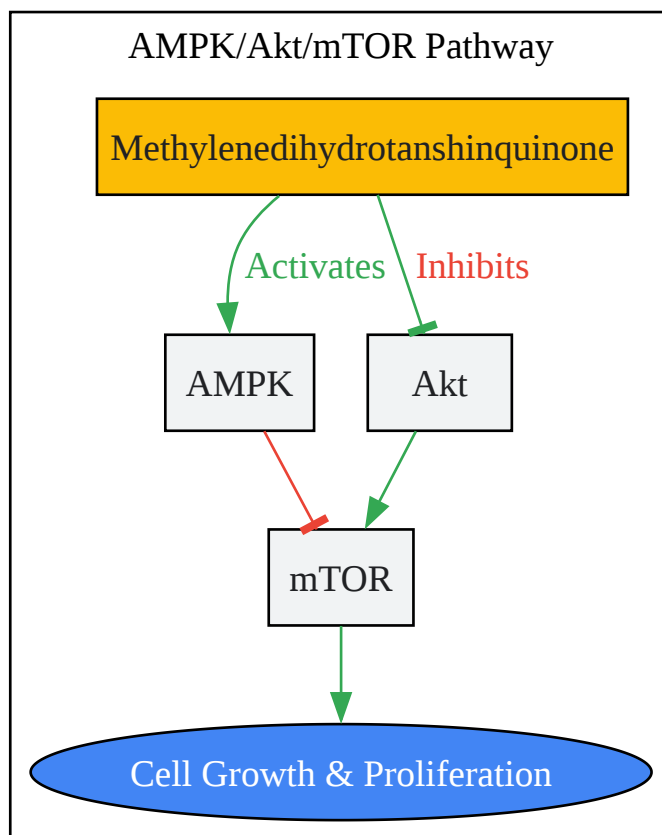 AMPK/Akt/mTOR Pathway
Methylenedihydrotanshinquinone
Activates
Inhibits
AMPK
Akt
mTOR
Cell Growth & Proliferation